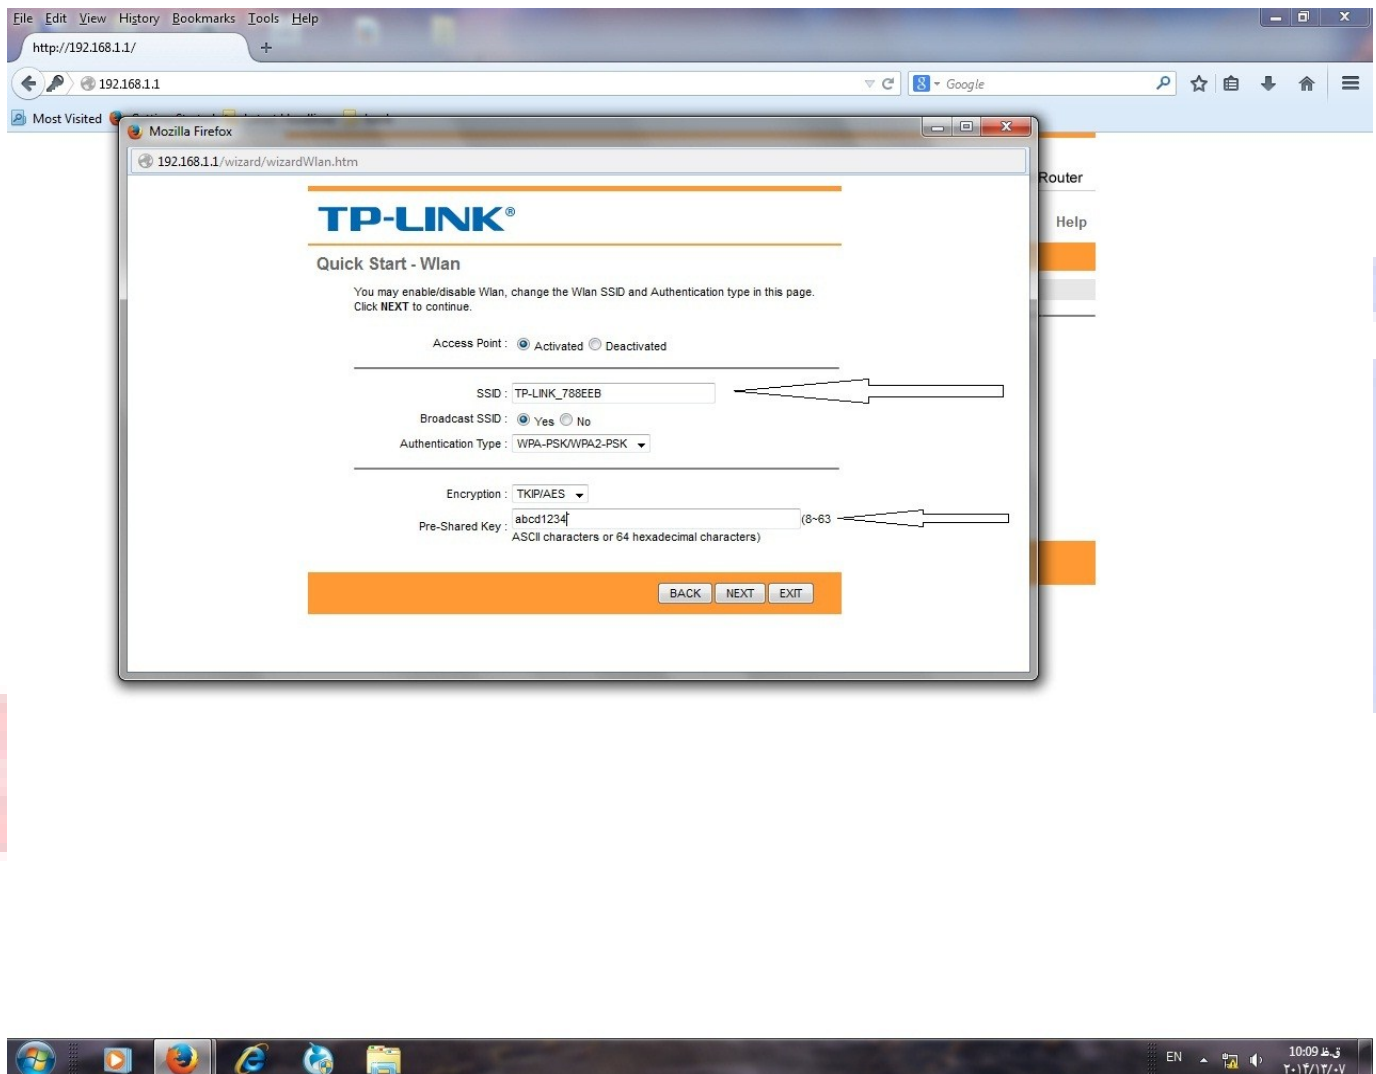 File Edit View History Bookmarks Tools Help
http://192.168.1.1/ +
192.168.1.1
Google
Most Visited
Mozilla Firefox
192.168.1.1/wizard/wizardWlan.htm
Router
TP-LINK®
Help
Quick Start - Wlan
You may enable/disable Wlan, change the Wlan SSID and Authentication type in this page.
Click NEXT to continue.
Access Point : Activated Deactivated
SSID : TP-LINK_788EEB
Broadcast SSID : Yes No
Authentication Type : WPA-PSK/WPA2-PSK
Encryption : TKIP/AES
Pre-Shared Key : abcd1234 (8~63
ASCII characters or 64 hexadecimal characters)
BACK NEXT EXIT
EN
10:09 ق.ظ
۲۰۱۴/۱۳/۰۷